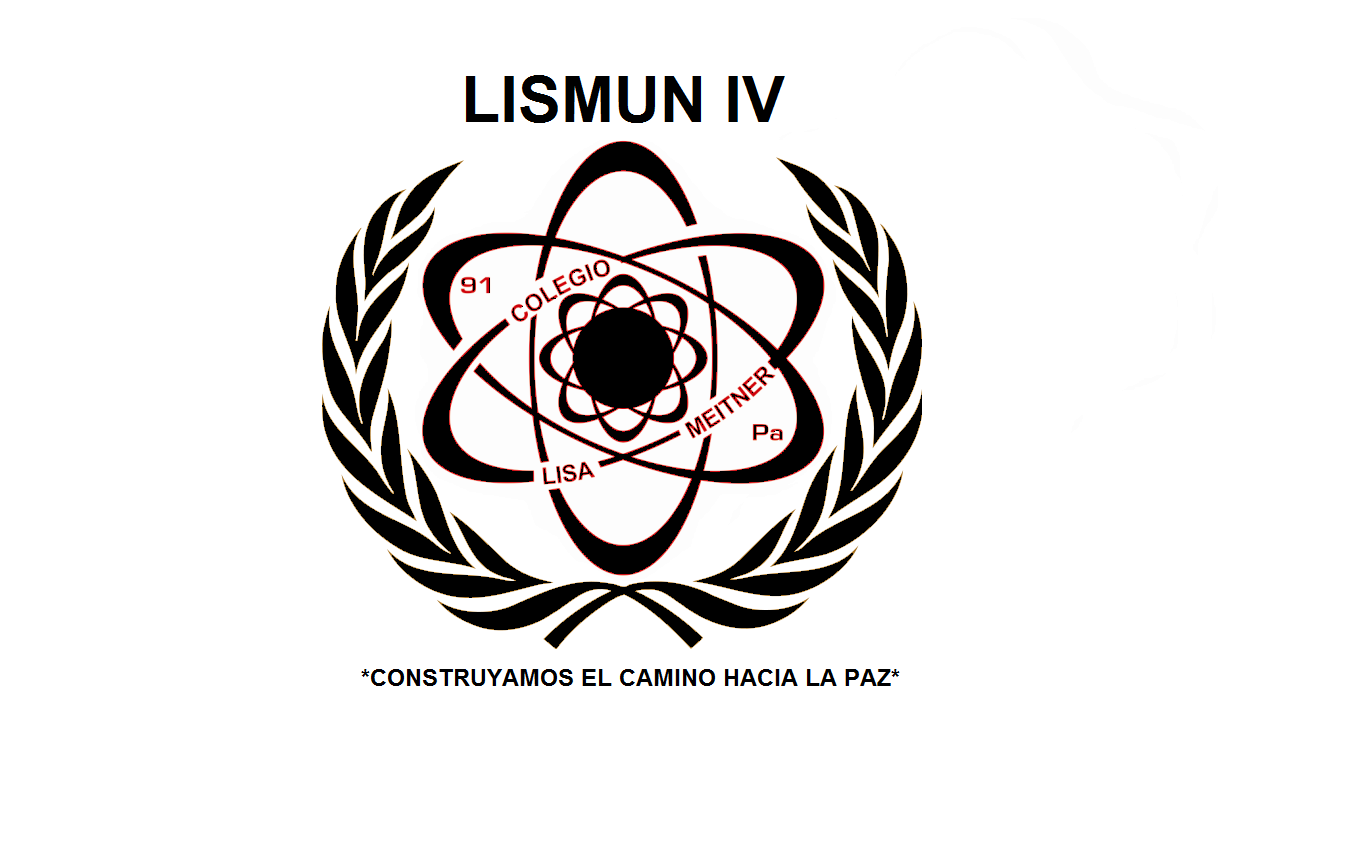 LISMUN IV
91
COLEGIO
LISA
MEITNER
Pa
*CONSTRUYAMOS EL CAMINO HACIA LA PAZ*